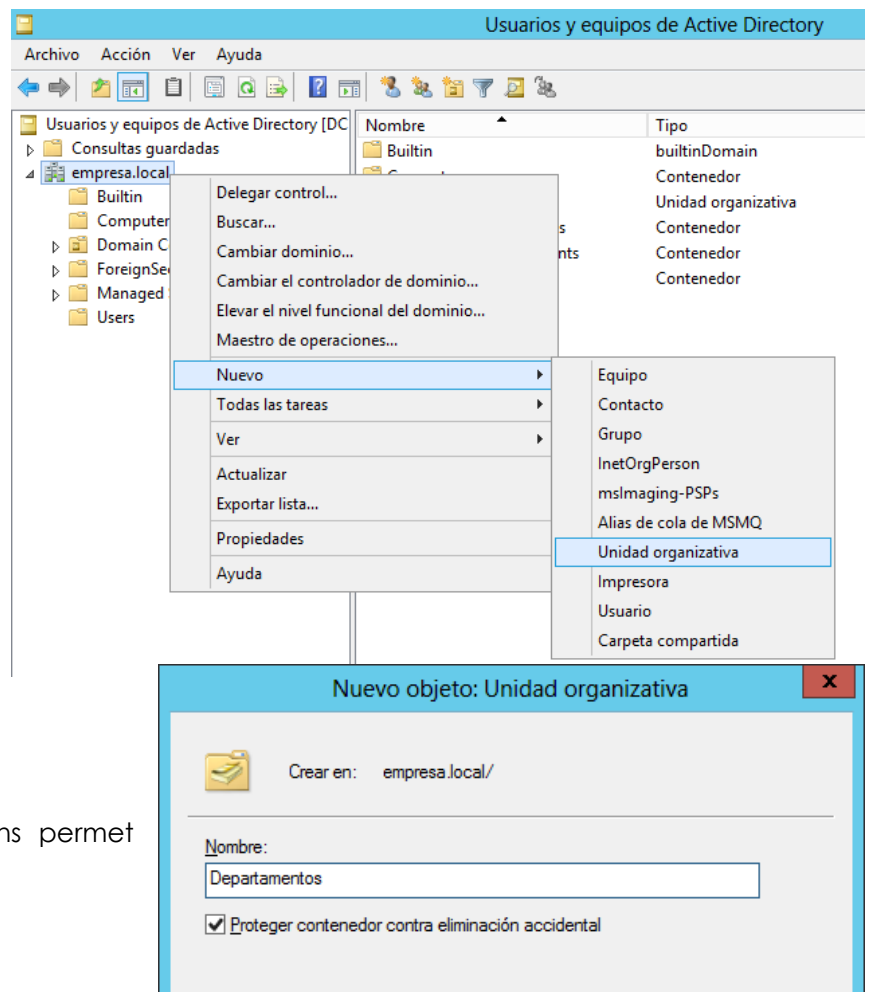 Usuarios y equipos de Active Directory
Archivo Acción Ver Ayuda
Usuarios y equipos de Active Directory [DC
Consultas guardadas
empresa.local
Builtin
Computer
Domain C
ForeignSe
Managed
Users
Nombre Tipo
Builtin builtinDomain
Contenedor
Unidad organizativa
s Contenedor
nts Contenedor
Contenedor
Delegar control...
Buscar...
Cambiar dominio...
Cambiar el controlador de dominio...
Elevar el nivel funcional del dominio...
Maestro de operaciones...
Nuevo
Todas las tareas
Ver
Actualizar
Exportar lista...
Propiedades
Ayuda
Equipo
Contacto
Grupo
InetOrgPerson
msImaging-PSPs
Alias de cola de MSMQ
Unidad organizativa
Impresora
Usuario
Carpeta compartida
Nuevo objeto: Unidad organizativa
x
Crear en: empresa.local/
ns permet
Nombre:
Departamentos
Proteger contenedor contra eliminación accidental